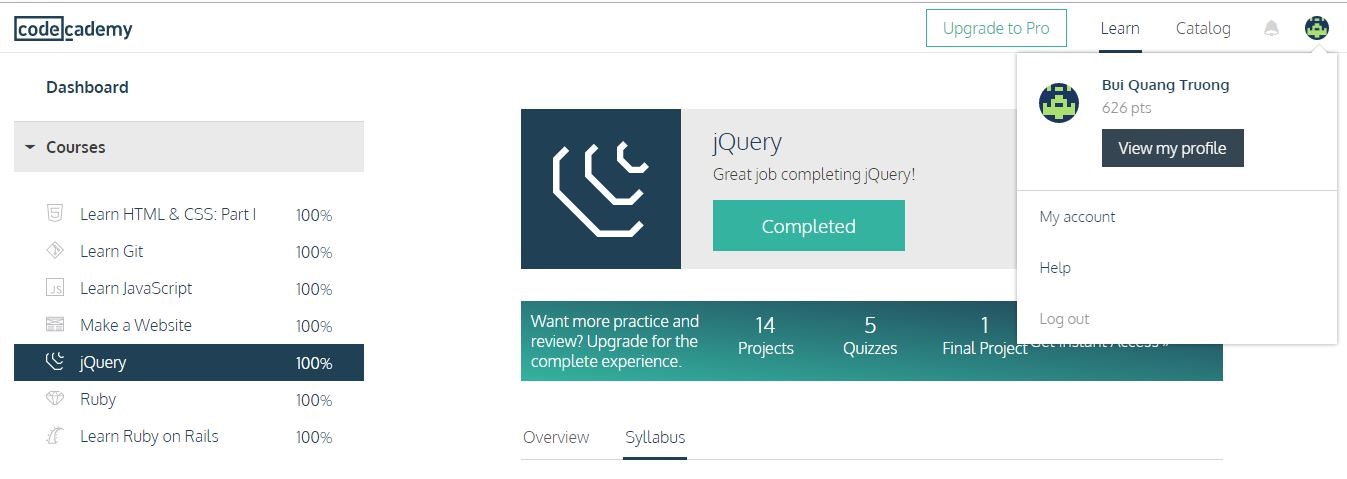 codecademy
Upgrade to Pro
Learn
Catalog
Dashboard
Courses
Learn HTML & CSS: Part I 100%
Learn Git 100%
JS
Learn JavaScript 100%
Make a Website 100%
jQuery 100%
Ruby 100%
Learn Ruby on Rails 100%
jQuery
Great job completing jQuery!
Completed
Want more practice and
review? Upgrade for the
complete experience.
14
Projects
5
Quizzes
1
Final Project
Get Instant Access »
Overview
Syllabus
Bui Quang Truong
626 pts
View my profile
My account
Help
Log out